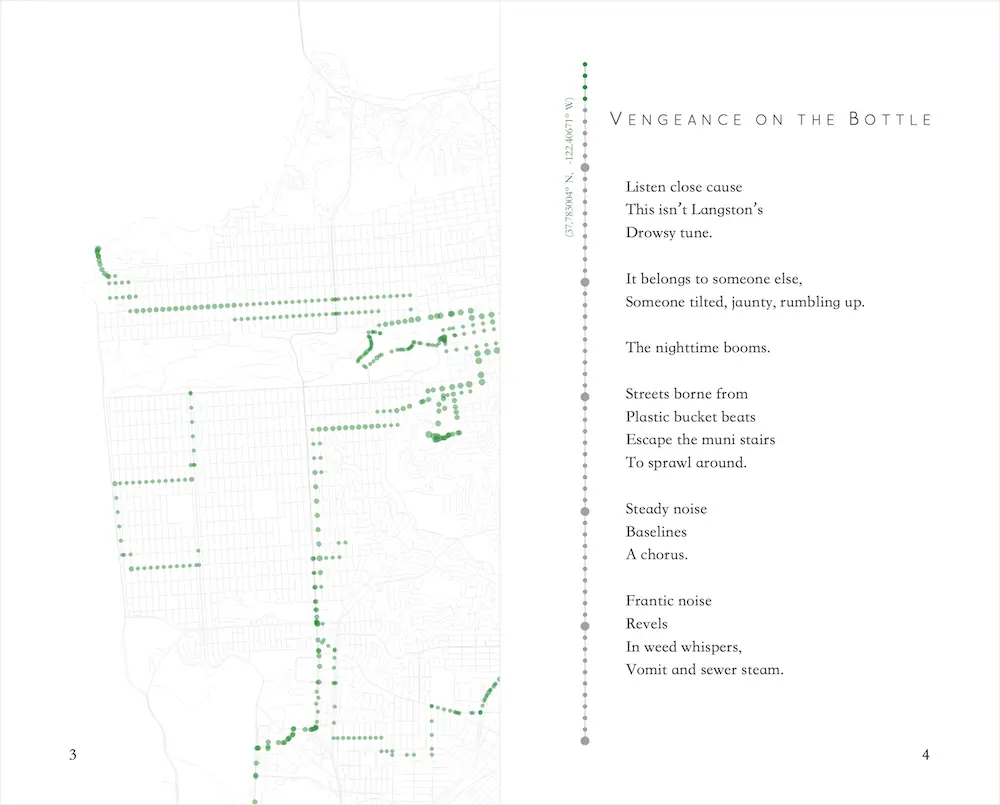 3
(37.783004° N, -122.40671° W)
Vengeance on the Bottle
Listen close cause
This isn’t Langston’s
Drowsy tune.
It belongs to someone else,
Someone tilted, jaunty, rumbling up.
The nighttime booms.
Streets borne from
Plastic bucket beats
Escape the muni stairs
To sprawl around.
Steady noise
Baselines
A chorus.
Frantic noise
Revels
In weed whispers,
Vomit and sewer steam.
4